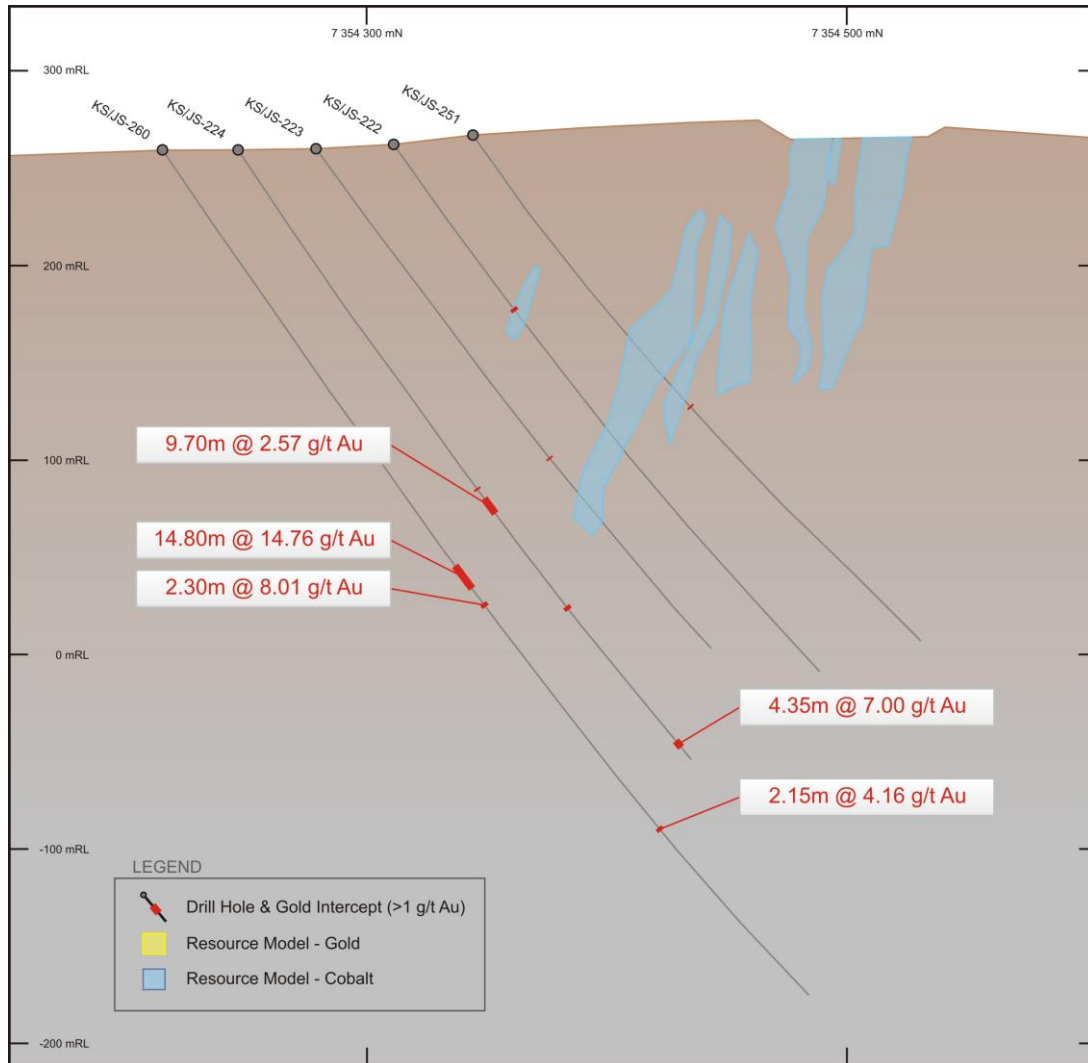 7 354 300 mN
7 354 500 mN
300 mRL
KS/JS-260
KS/JS-224
KS/JS-223
KS/JS-222
KS/JS-251
200 mRL
9.70m @ 2.57 g/t Au
100 mRL
14.80m @ 14.76 g/t Au
2.30m @ 8.01 g/t Au
0 mRL
4.35m @ 7.00 g/t Au
2.15m @ 4.16 g/t Au
-100 mRL
LEGEND
Drill Hole & Gold Intercept (>1 g/t Au)
Resource Model - Gold
Resource Model - Cobalt
-200 mRL